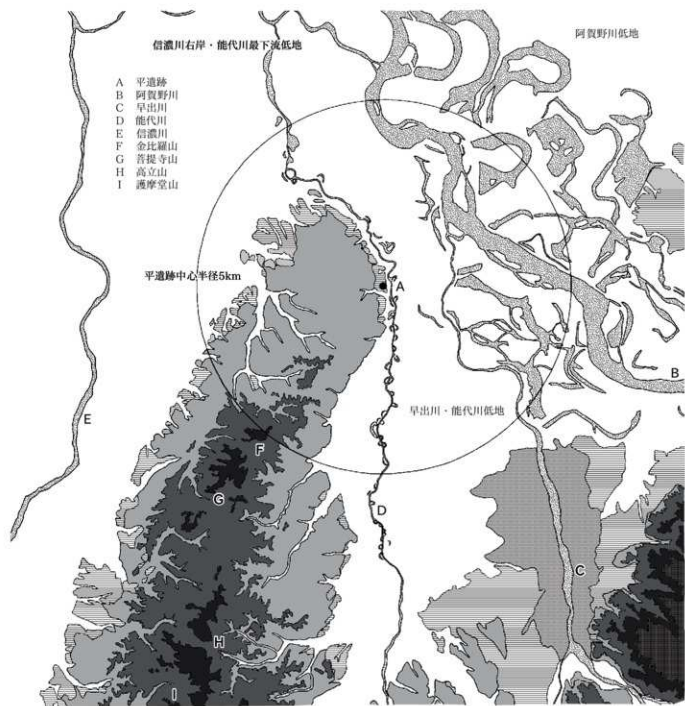 信濃川右岸・能代川最下流低地
阿賀野川低地
A 平遺跡
B 阿賀野川
C 早出川
D 能代川
E 信濃川
F 金比羅山
G 菩提寺山
H 高立山
I 護摩堂山
平遺跡中心半径5km
A
B
早出川・能代川低地
E
F
G
D
C
H
I